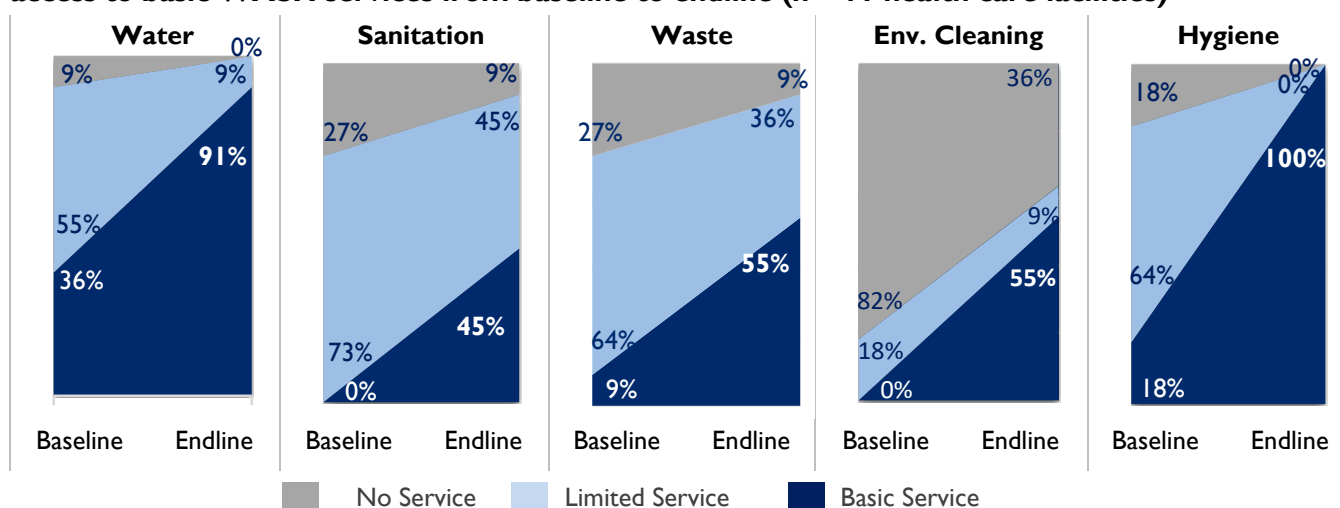 Water Sanitation Waste Env. Cleaning Hygiene
0% 9% 9% 36% 0%
9% 9% 18% 0%
27% 45% 27% 36%
91% 100%
55% 9%
36% 55% 55% 64%
82%
45%
73% 64% 18%
0% 9% 0% 18%
Baseline Endline Baseline Endline Baseline Endline Baseline Endline Baseline Endline
No Service Limited Service Basic Service